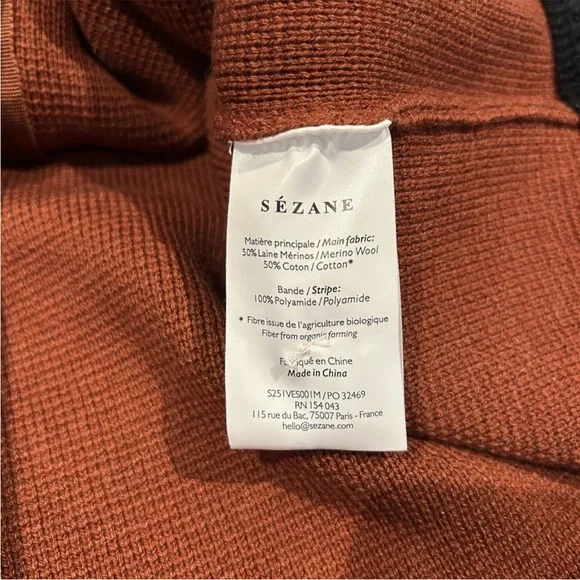 SÉZANE
Matière principale / Main fabric:
50% Laine Mérinos / Merino Wool
50% Coton / Cotton*
Bande / Stripe:
100% Polyamide / Polyamide
* Fibre issue de l'agriculture biologique
Fiber from organic farming
en Chine
Made in China
S251VES001M / PO 32469
RN 154 043
115 rue du Bac, 75007 Paris - France
hello@sezane.com